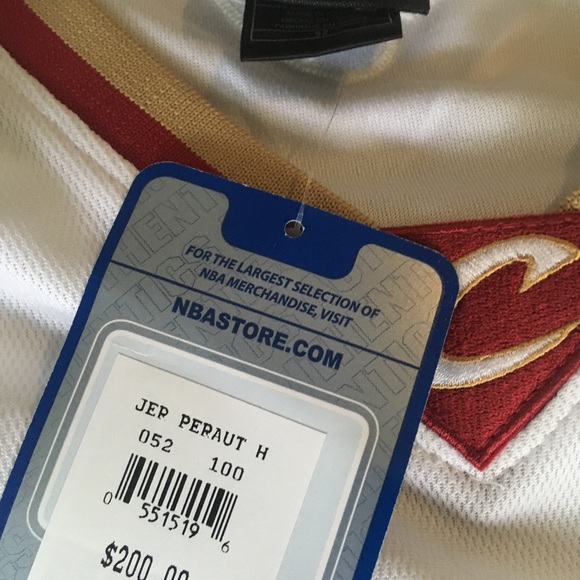 FOR THE LARGEST SELECTION OF
NBA MERCHANDISE, VISIT
NBASTORE.COM
JER PERAUT H
052 100
0 551519 6
$200.00